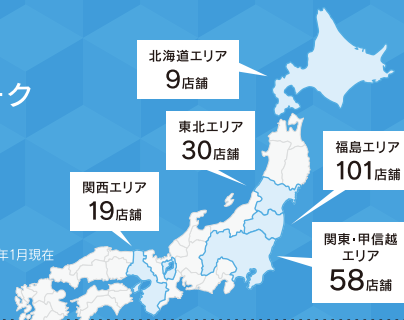 北海道エリア
9店舗
ーク
東北エリア
30店舗
福島エリア
101店舗
関西エリア
19店舗
関東・甲信越
エリア
58店舗
年1月現在